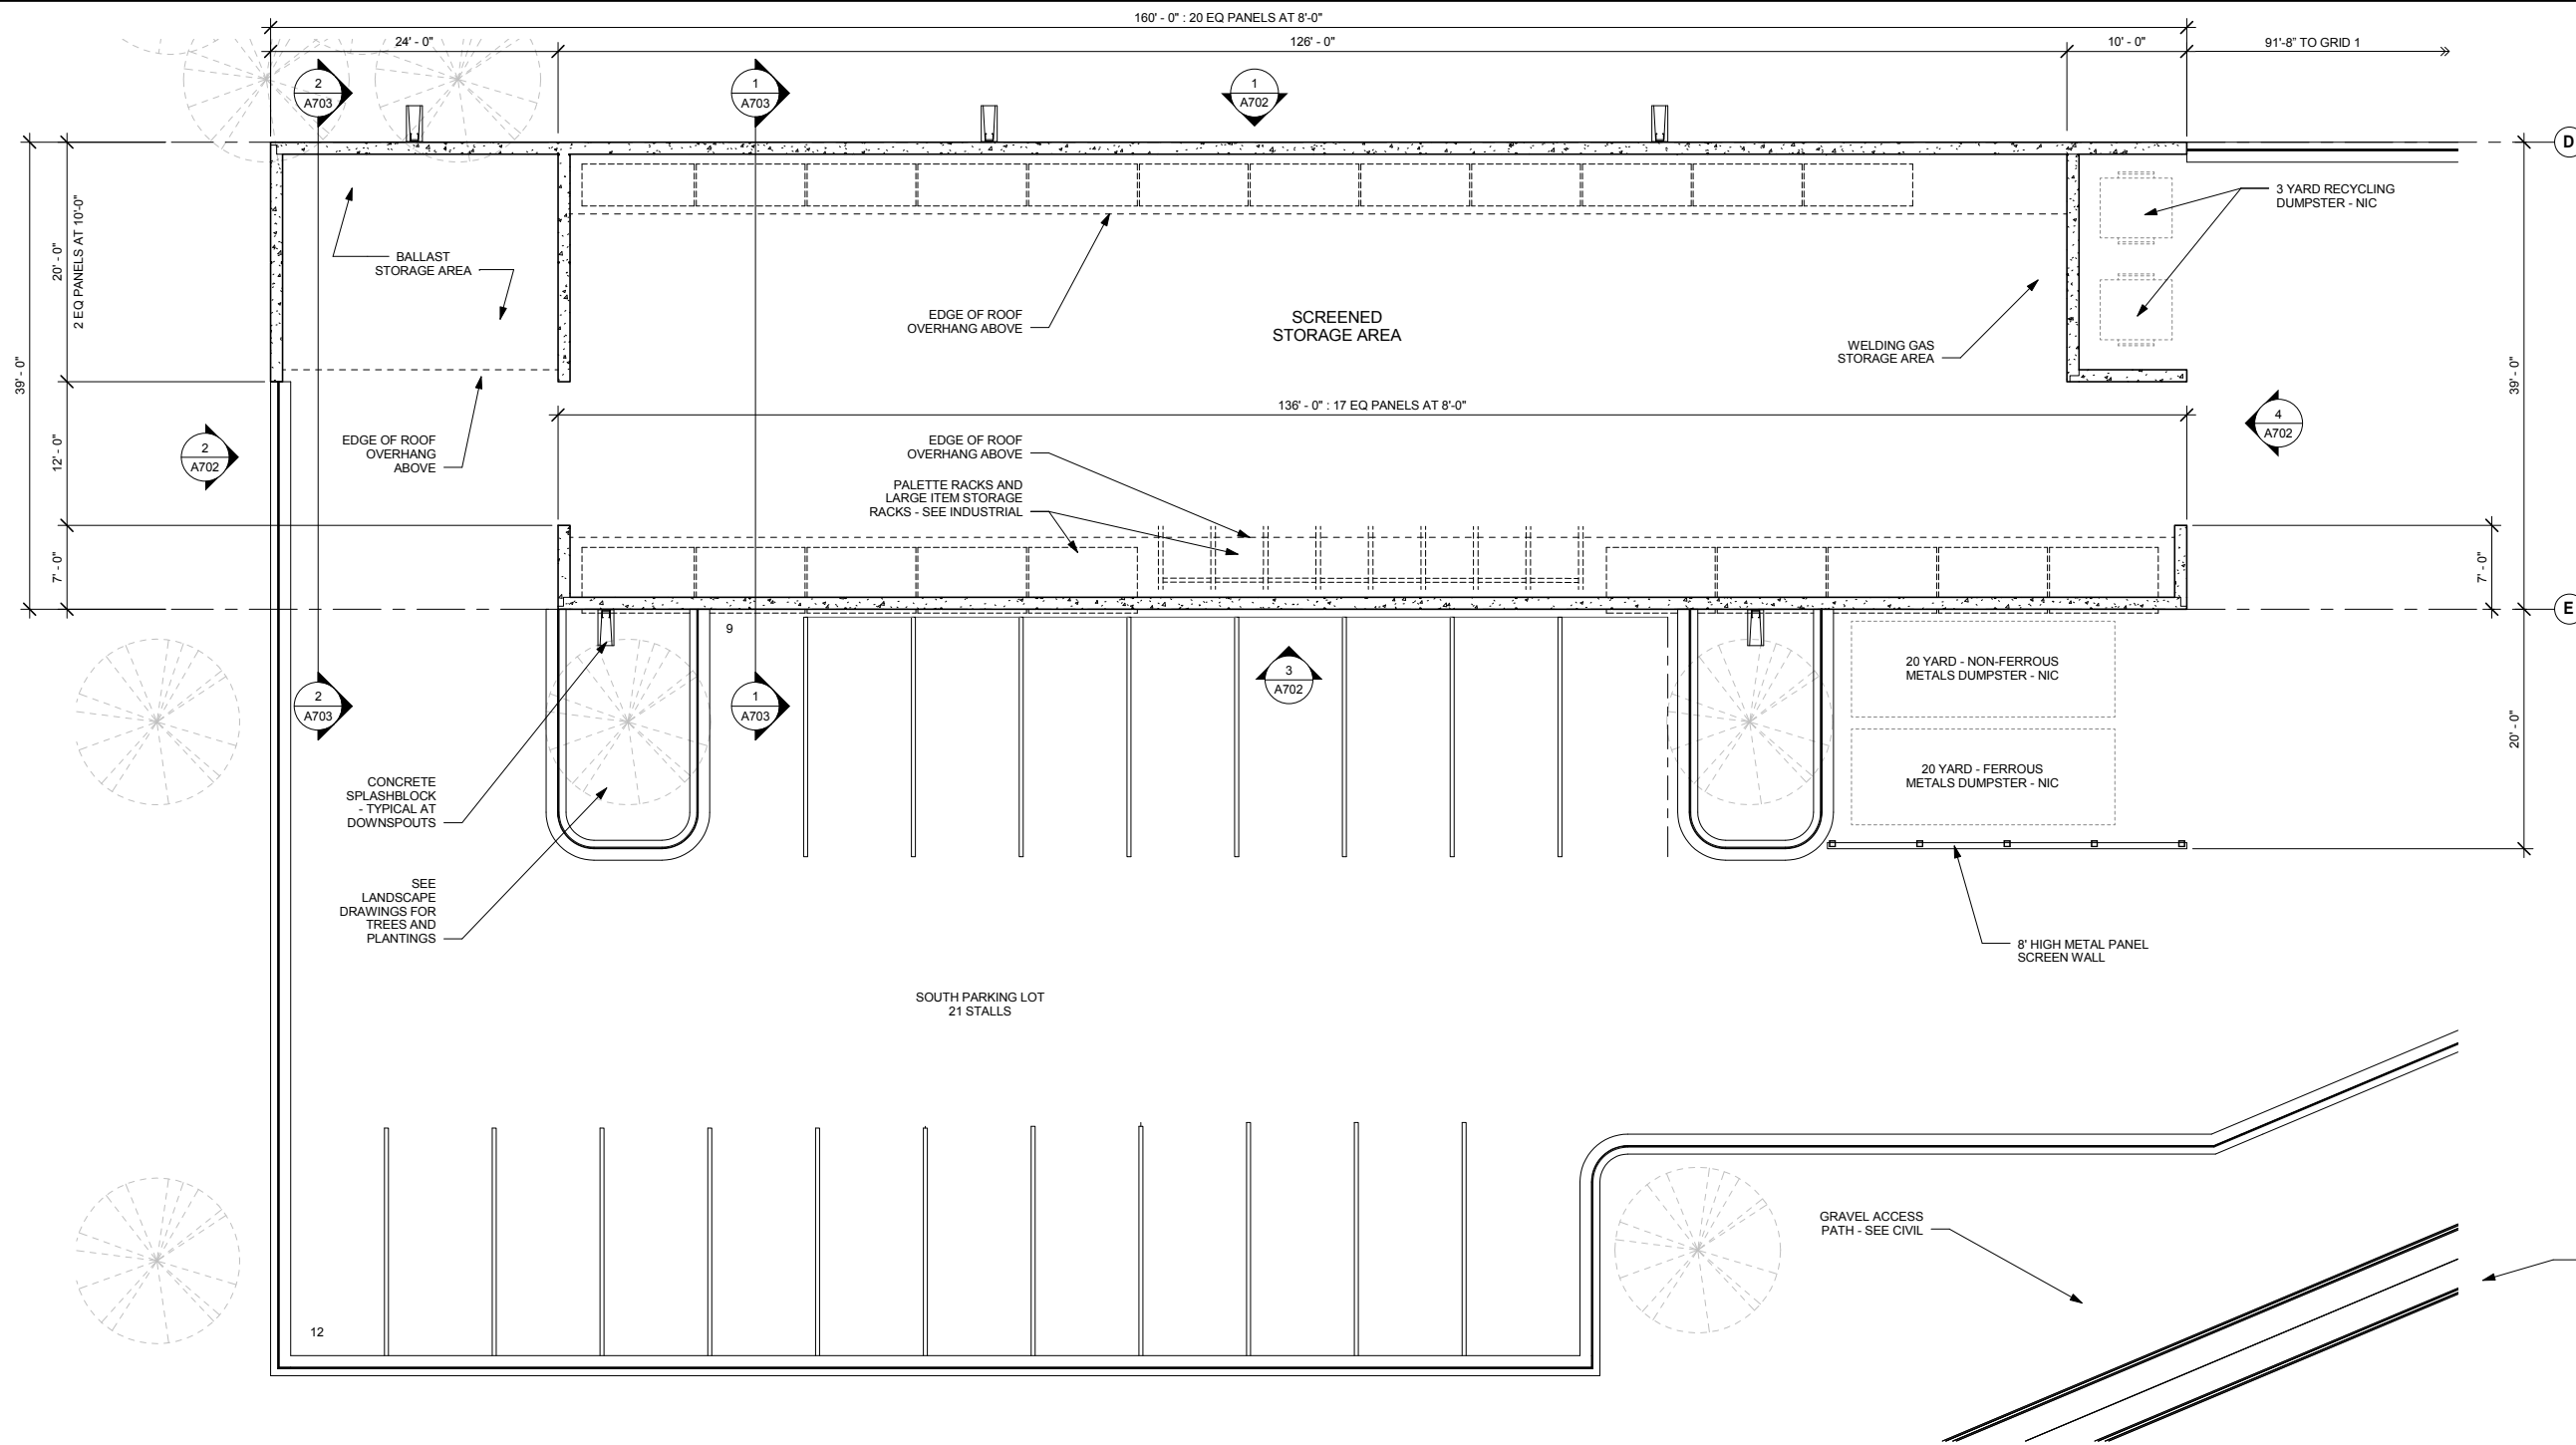 160' - 0" : 20 EQ PANELS AT 8'-0"
24' - 0"
126' - 0"
10' - 0"
91'-8" TO GRID 1
2
A703
1
A703
1
A702
D
3 YARD RECYCLING
DUMPSTER - NIC
39' - 0"
20' - 0"
2 EQ PANELS AT 10'-0"
12' - 0"
7' - 0"
BALLAST
STORAGE AREA
EDGE OF ROOF
OVERHANG ABOVE
SCREENED
STORAGE AREA
WELDING GAS
STORAGE AREA
39' - 0"
136' - 0" : 17 EQ PANELS AT 8'-0"
2
A702
EDGE OF ROOF
OVERHANG
ABOVE
EDGE OF ROOF
OVERHANG ABOVE
4
A702
PALETTE RACKS AND
LARGE ITEM STORAGE
RACKS - SEE INDUSTRIAL
7' - 0"
E
9
2
A703
1
A703
3
A702
20 YARD - NON-FERROUS
METALS DUMPSTER - NIC
20' - 0"
20 YARD - FERROUS
METALS DUMPSTER - NIC
CONCRETE
SPLASHBLOCK
- TYPICAL AT
DOWNSPOUTS
SEE
LANDSCAPE
DRAWINGS FOR
TREES AND
PLANTINGS
8' HIGH METAL PANEL
SCREEN WALL
SOUTH PARKING LOT
21 STALLS
GRAVEL ACCESS
PATH - SEE CIVIL
12